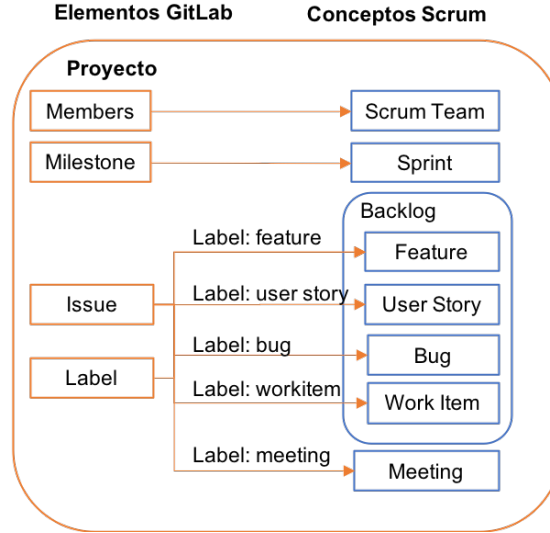 Elementos GitLab
Conceptos Scrum
Proyecto
Members
Scrum Team
Milestone
Sprint
Backlog
Label: feature
Feature
Issue
Label: user story
User Story
Label: bug
Bug
Label
Label: workitem
Work Item
Label: meeting
Meeting